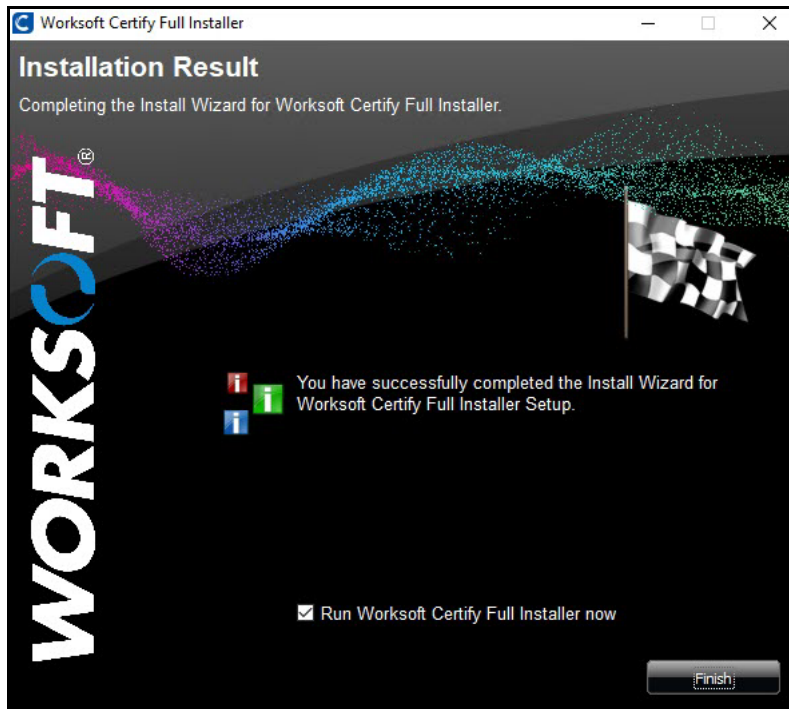 Worksoft Certify Full Installer
Installation Result
Completing the Install Wizard for Worksoft Certify Full Installer.
WORKSOFT®
You have successfully completed the Install Wizard for
Worksoft Certify Full Installer Setup.
Run Worksoft Certify Full Installer now
Finish